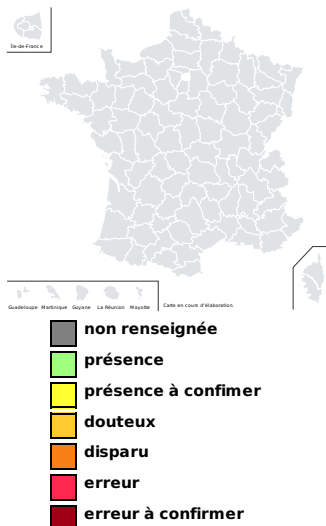 Île-de-France
Guadeloupe Martinique Guyane La Réunion Mayotte Carte en cours d'élaboration.
non renseignée
présence
présence à confimer
douteux
disparu
erreur
erreur à confirmer